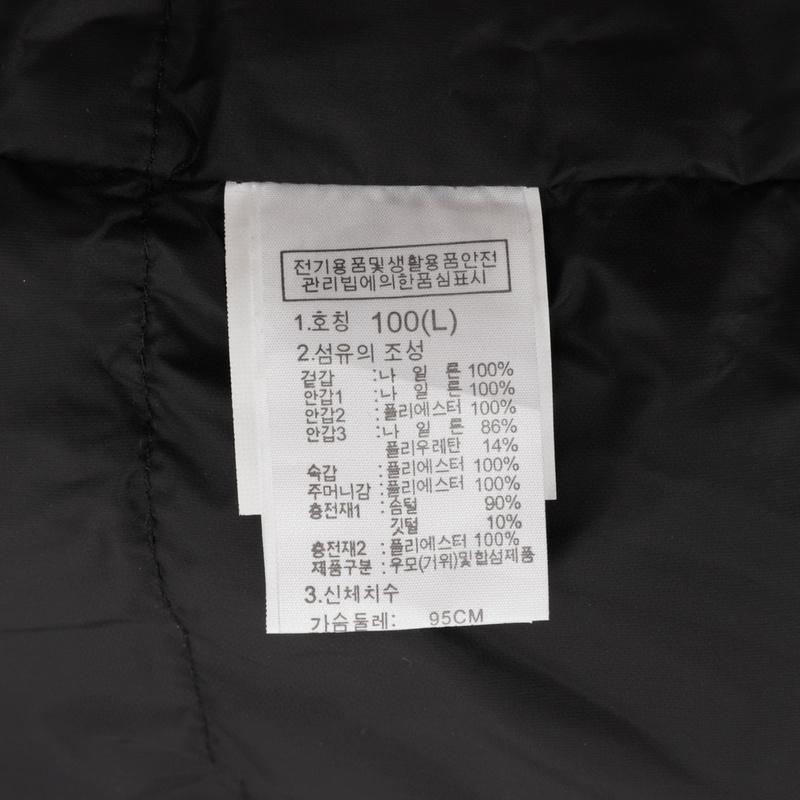 전기용품및생활용품안전
관리법에의한품심표시
1.호칭 100(L)
2.섬유의 조성
겉감 :나 일 론 100%
안감1 :나 일 론 100%
안감2 :폴리에스터 100%
안감3 :나 일 론 86%
폴리우레탄 14%
속감 :폴리에스터 100%
주머니감 :폴리에스터 100%
충전재1 :솜털 90%
깃털 10%
충전재2 :폴리에스터 100%
제품구분 :우모(거위)및합성제품
3.신체치수
가슴둘레: 95CM